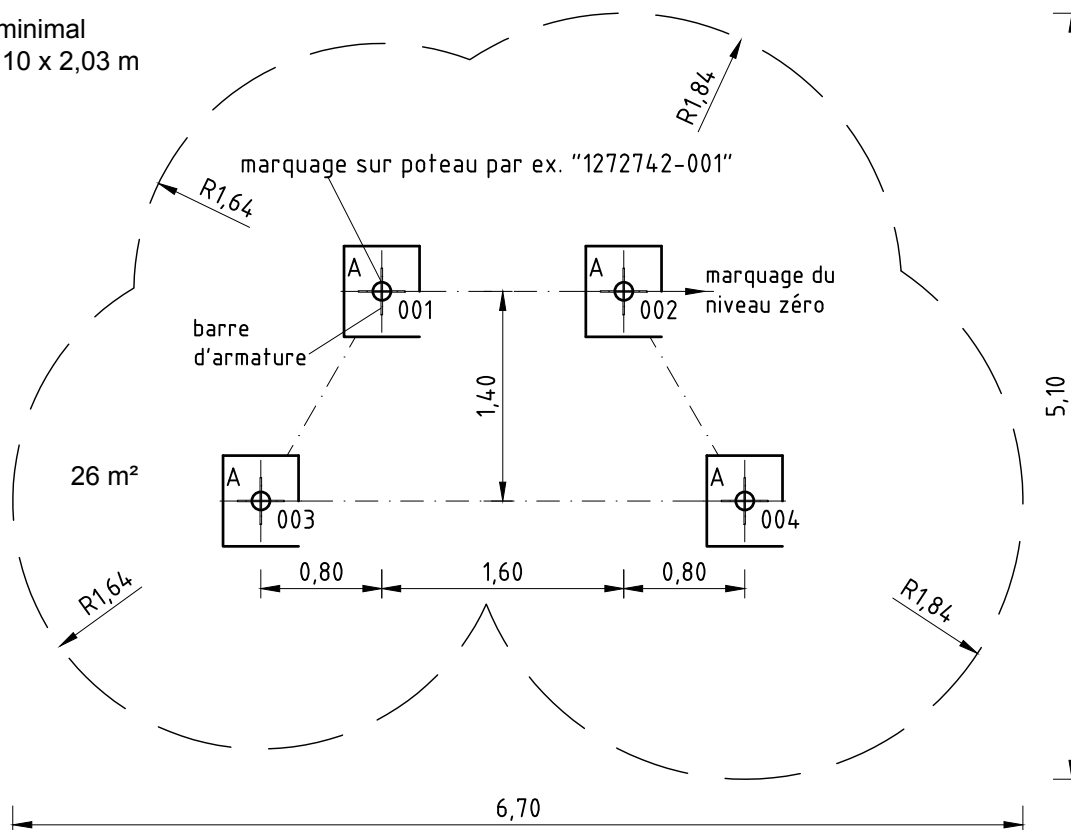 minimal
10 x 2,03 m
R1,84
marquage sur poteau par ex. "1272742-001"
R1,64
A
A
001
002
marquage du
niveau zéro
barre
d'armature
1,40
5,10
26 m²
A
A
003
004
0,80
1,60
0,80
R1,64
R1,84
6,70